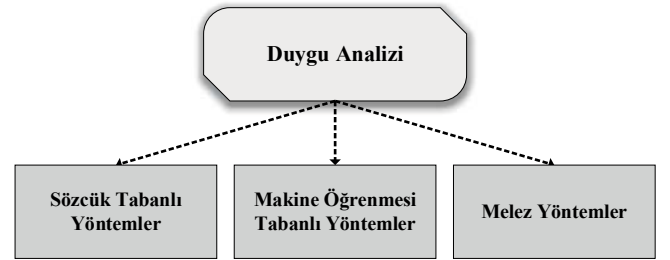 Duygu Analizi
Sözcük Tabanlı
Yöntemler
Makine Öğrenmesi
Tabanlı Yöntemler
Melez Yöntemler